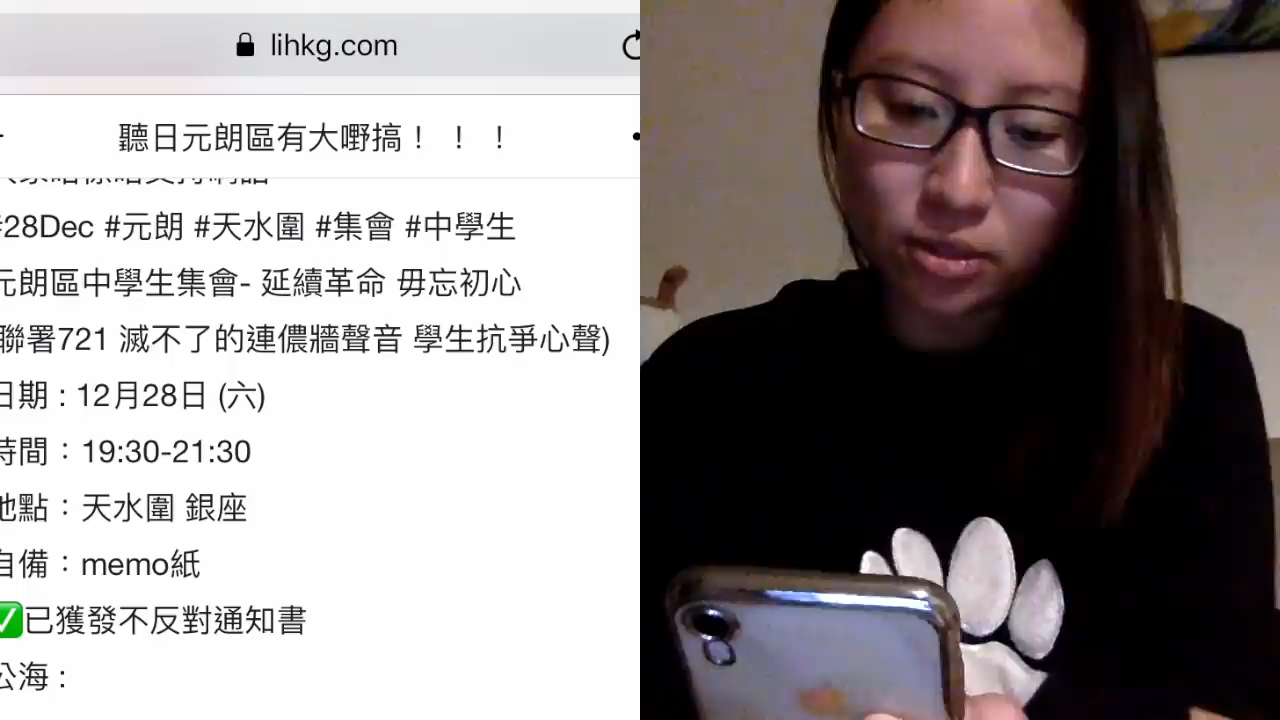 lihkg.com
聽日元朗區有大嘢搞！ ！ ！
#28Dec #元朗 #天水圍 #集會 #中學生
元朗區中學生集會- 延續革命 毋忘初心
聯署721 滅不了的連儂牆聲音 學生抗爭心聲)
日期 : 12月28日 (六)
時間：19:30-21:30
地點：天水圍 銀座
自備：memo紙
✅已獲發不反對通知書
公海 :